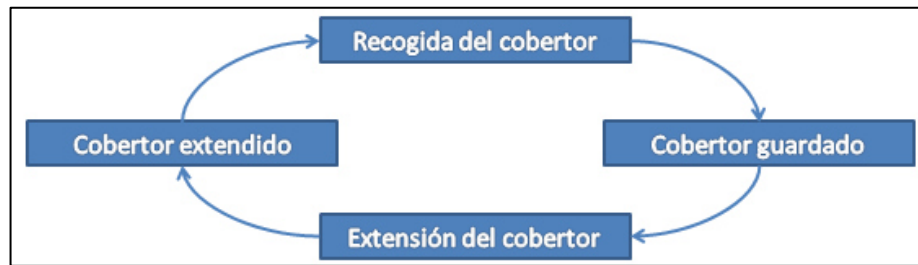 Recogida del cobertor
Cobertor extendido
Cobertor guardado
Extensión del cobertor